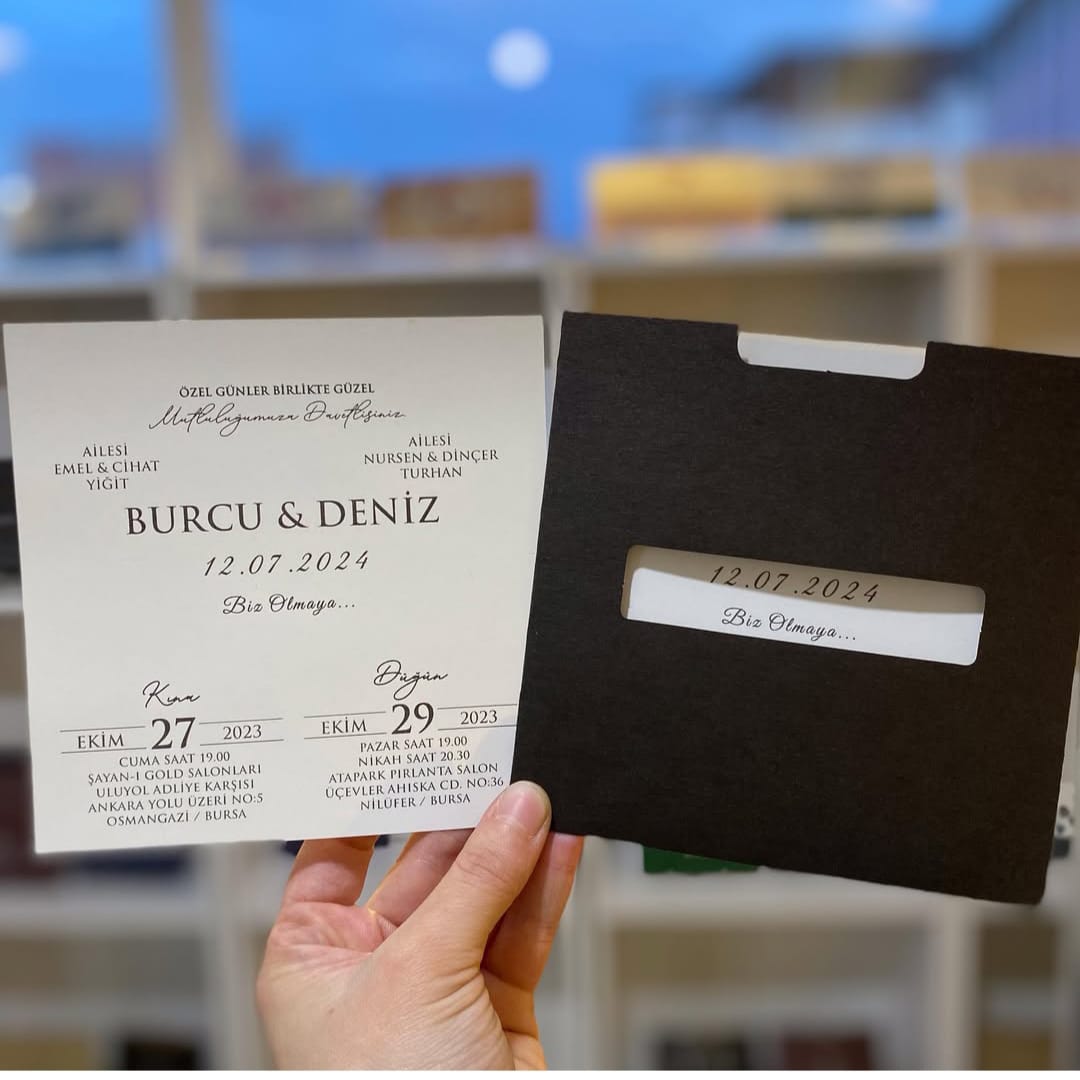 ÖZEL GÜNLER BİRLİKTE GÜZEL
Mutluluğumuza Davetlisiniz
AİLESİ
EMEL & CİHAT
YİĞİT
AİLESİ
NURSEN & DİNÇER
TURHAN
BURCU & DENİZ
12.07.2024
Biz Olmaya...
Kına
EKİM 27 2023
CUMA SAAT 19.00
ŞAYAN-I GOLD SALONLARI
ULUYOL ADLİYE KARŞISI
ANKARA YOLU ÜZERİ NO:5
OSMANGAZİ / BURSA
Düğün
EKİM 29 2023
PAZAR SAAT 19.00
NİKAH SAAT 20.30
ATAPARK PIRLANTA SALON
ÜÇEVLER AHISKA CD. NO:36
NİLÜFER / BURSA
12.07.2024
Biz Olmaya...